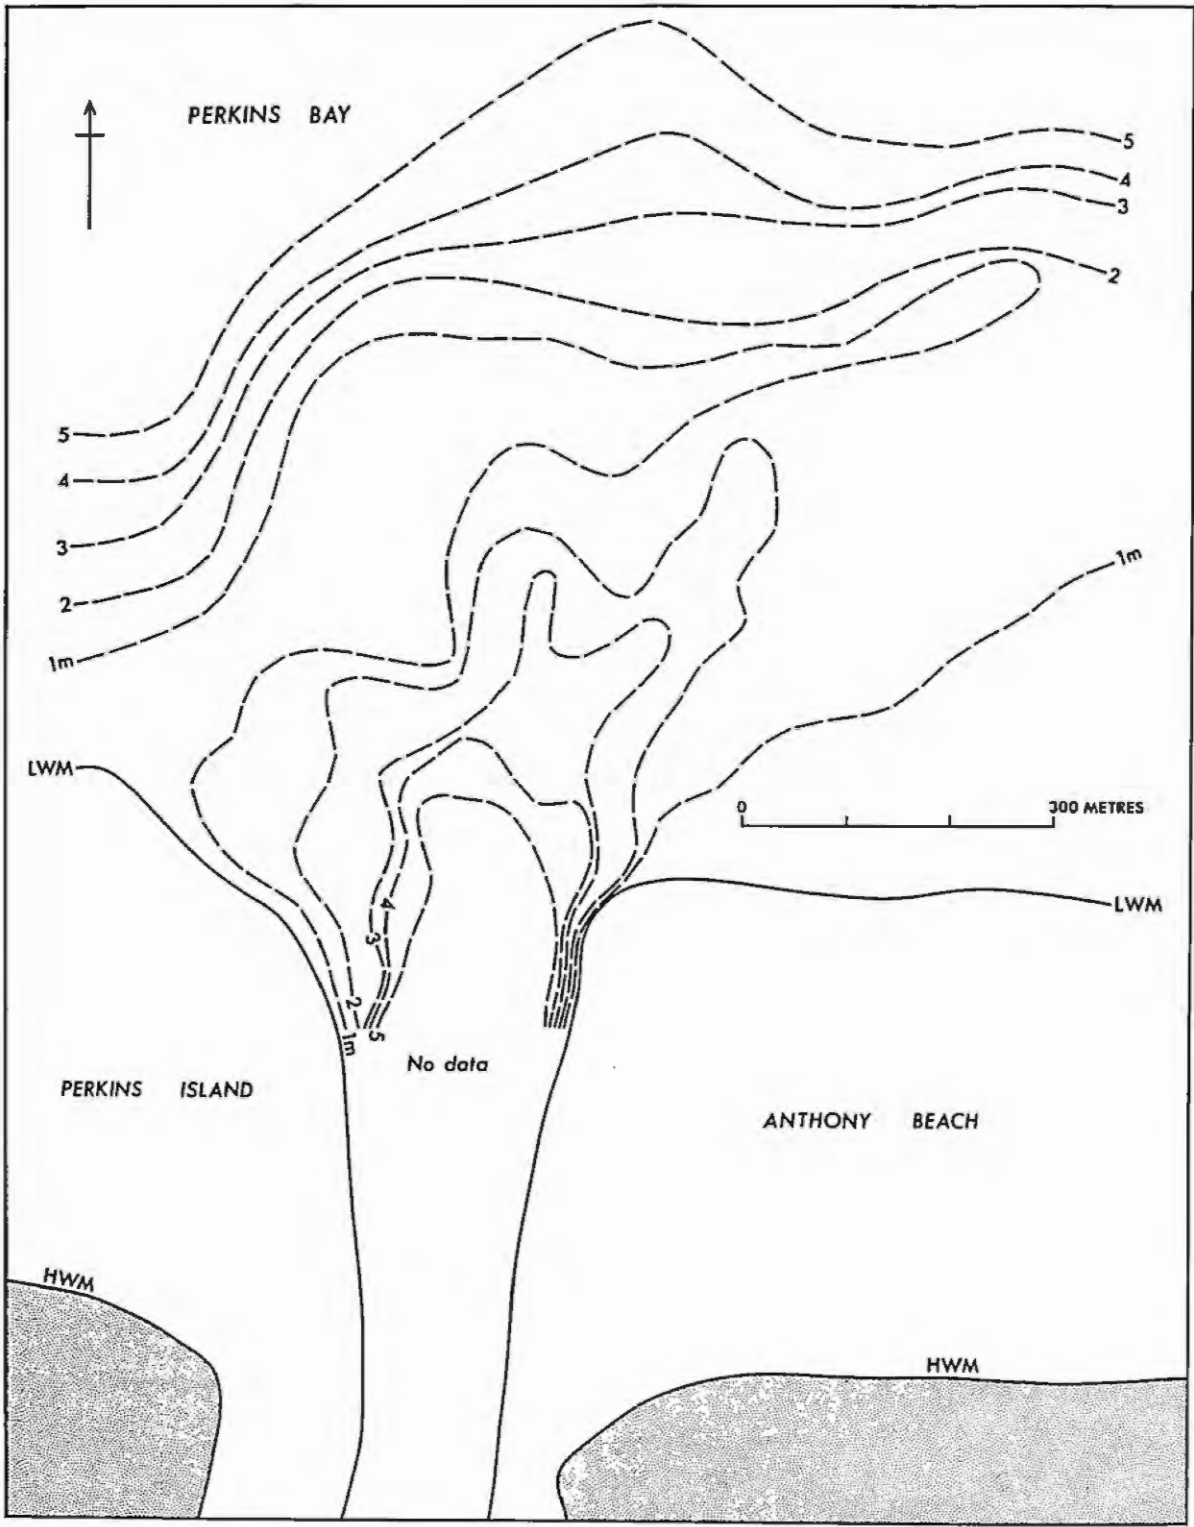 PERKINS BAY
5
4
3
2
5
4
3
2
1m
1m
LWM
0 300 METRES
LWM
4
3
2
1m
5
No data
PERKINS ISLAND
ANTHONY BEACH
HWM
HWM